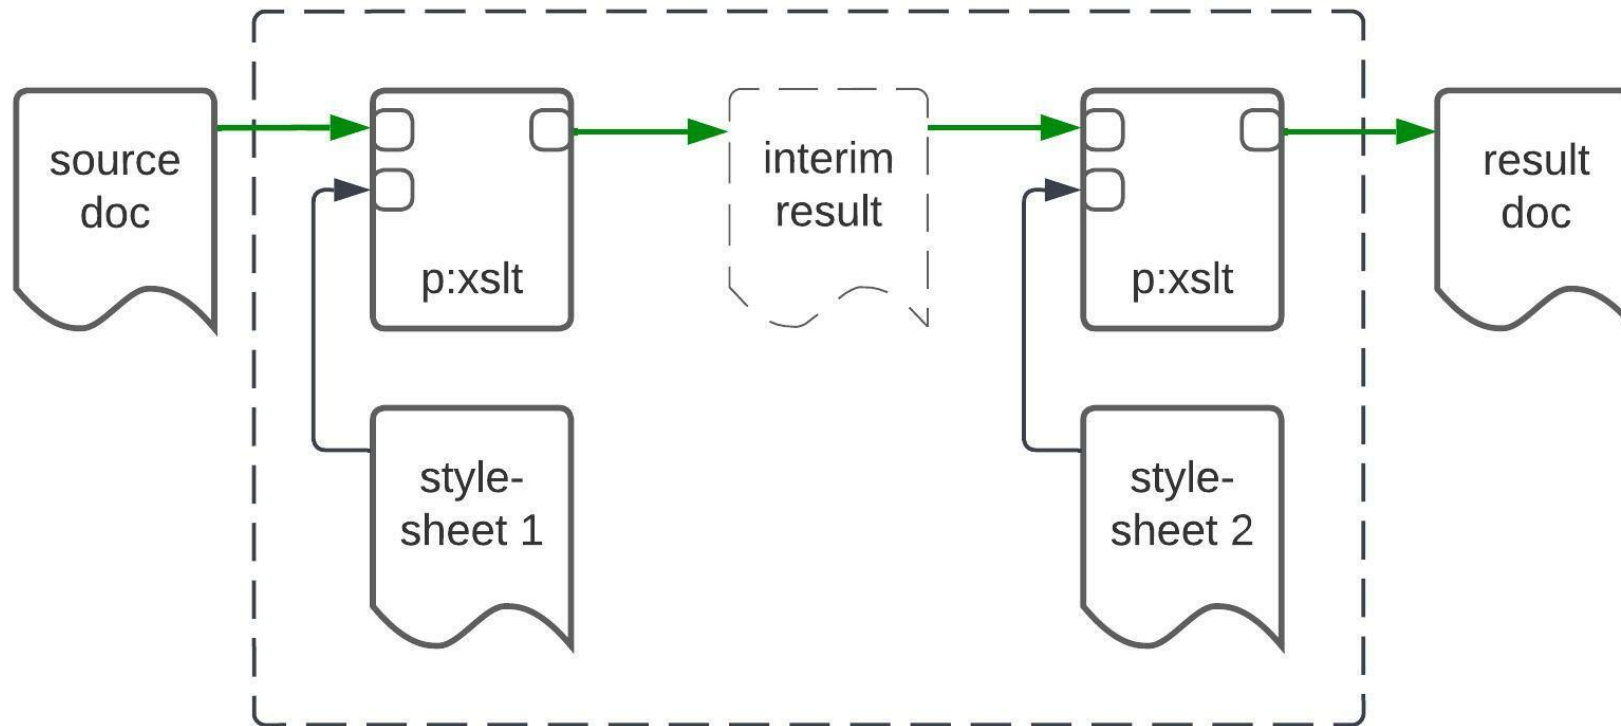 source
doc
p:xslt
interim
result
p:xslt
result
doc
style-
sheet 1
style-
sheet 2